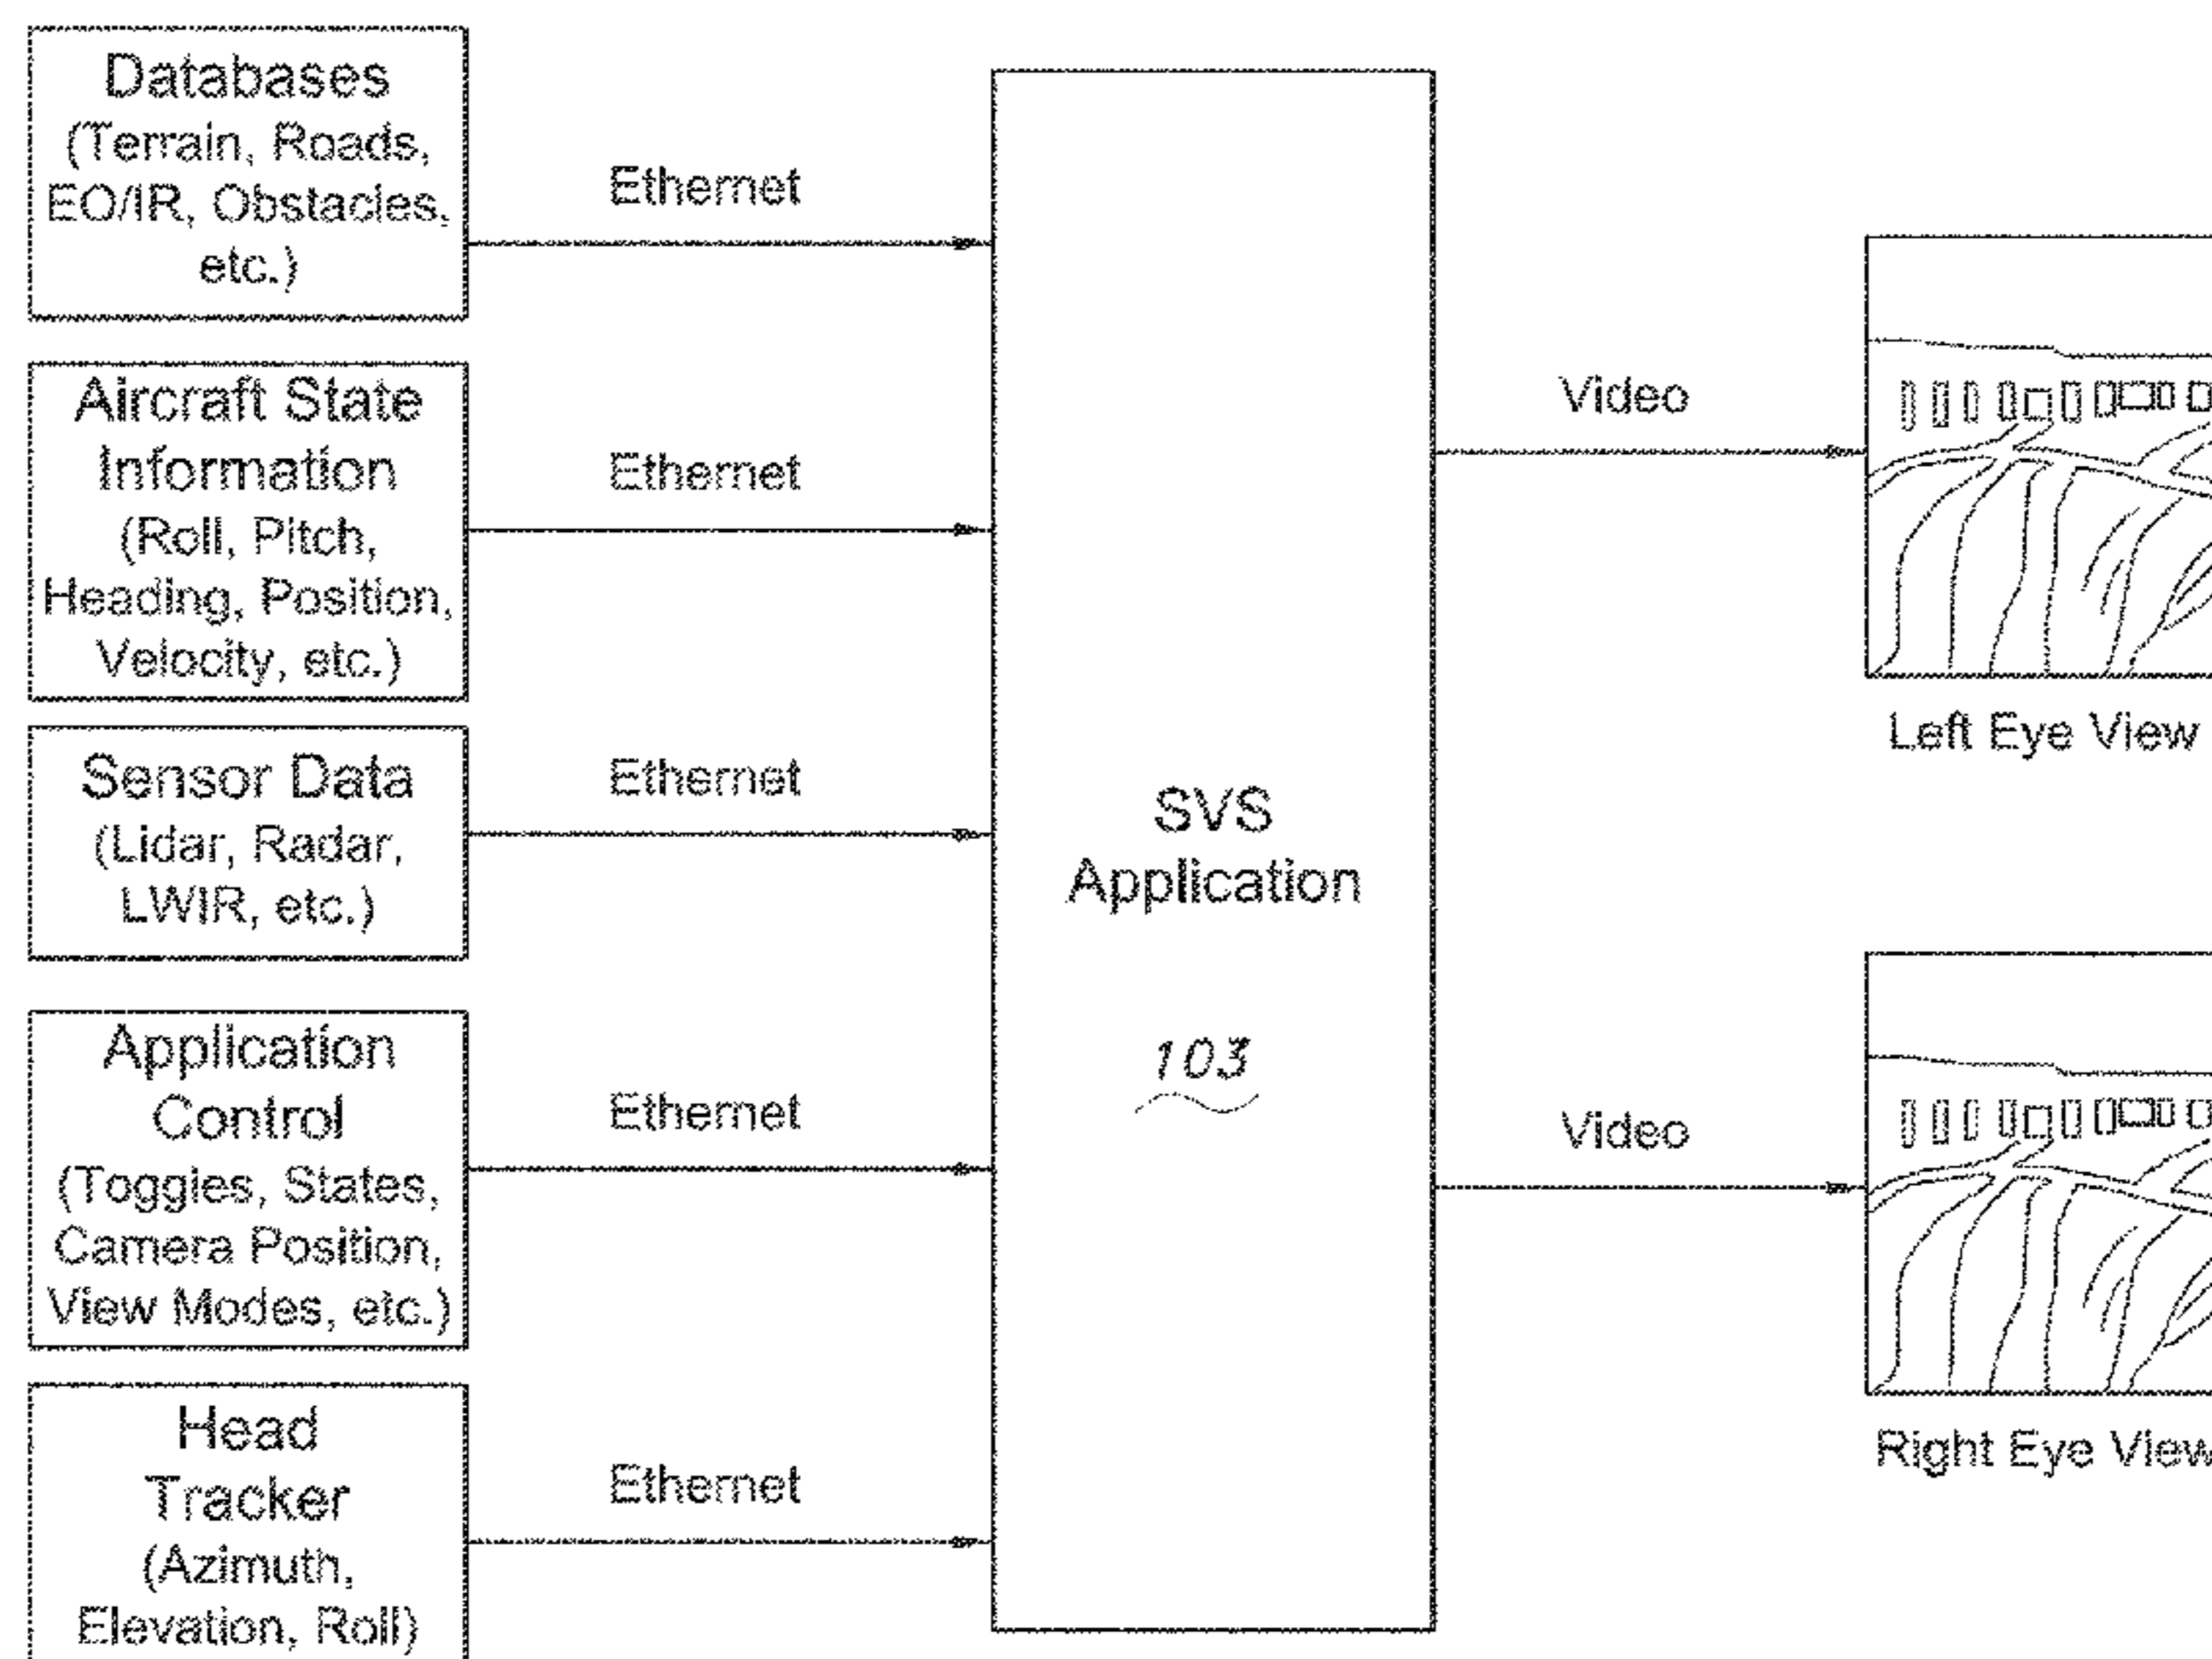 Databases
(Terrain, Roads,
EO/IR, Obstacles,
etc.)
Ethernet
Aircraft State
Information
(Roll, Pitch,
Heading, Position,
Velocity, etc.)
Ethernet
Sensor Data
(Lidar, Radar,
LWIR, etc.)
Ethernet
Application
Control
(Toggles, States,
Camera Position,
View Modes, etc.)
Ethernet
Head
Tracker
(Azimuth,
Elevation, Roll)
Ethernet
SVS
Application
103
Video
Left Eye View
Video
Right Eye View